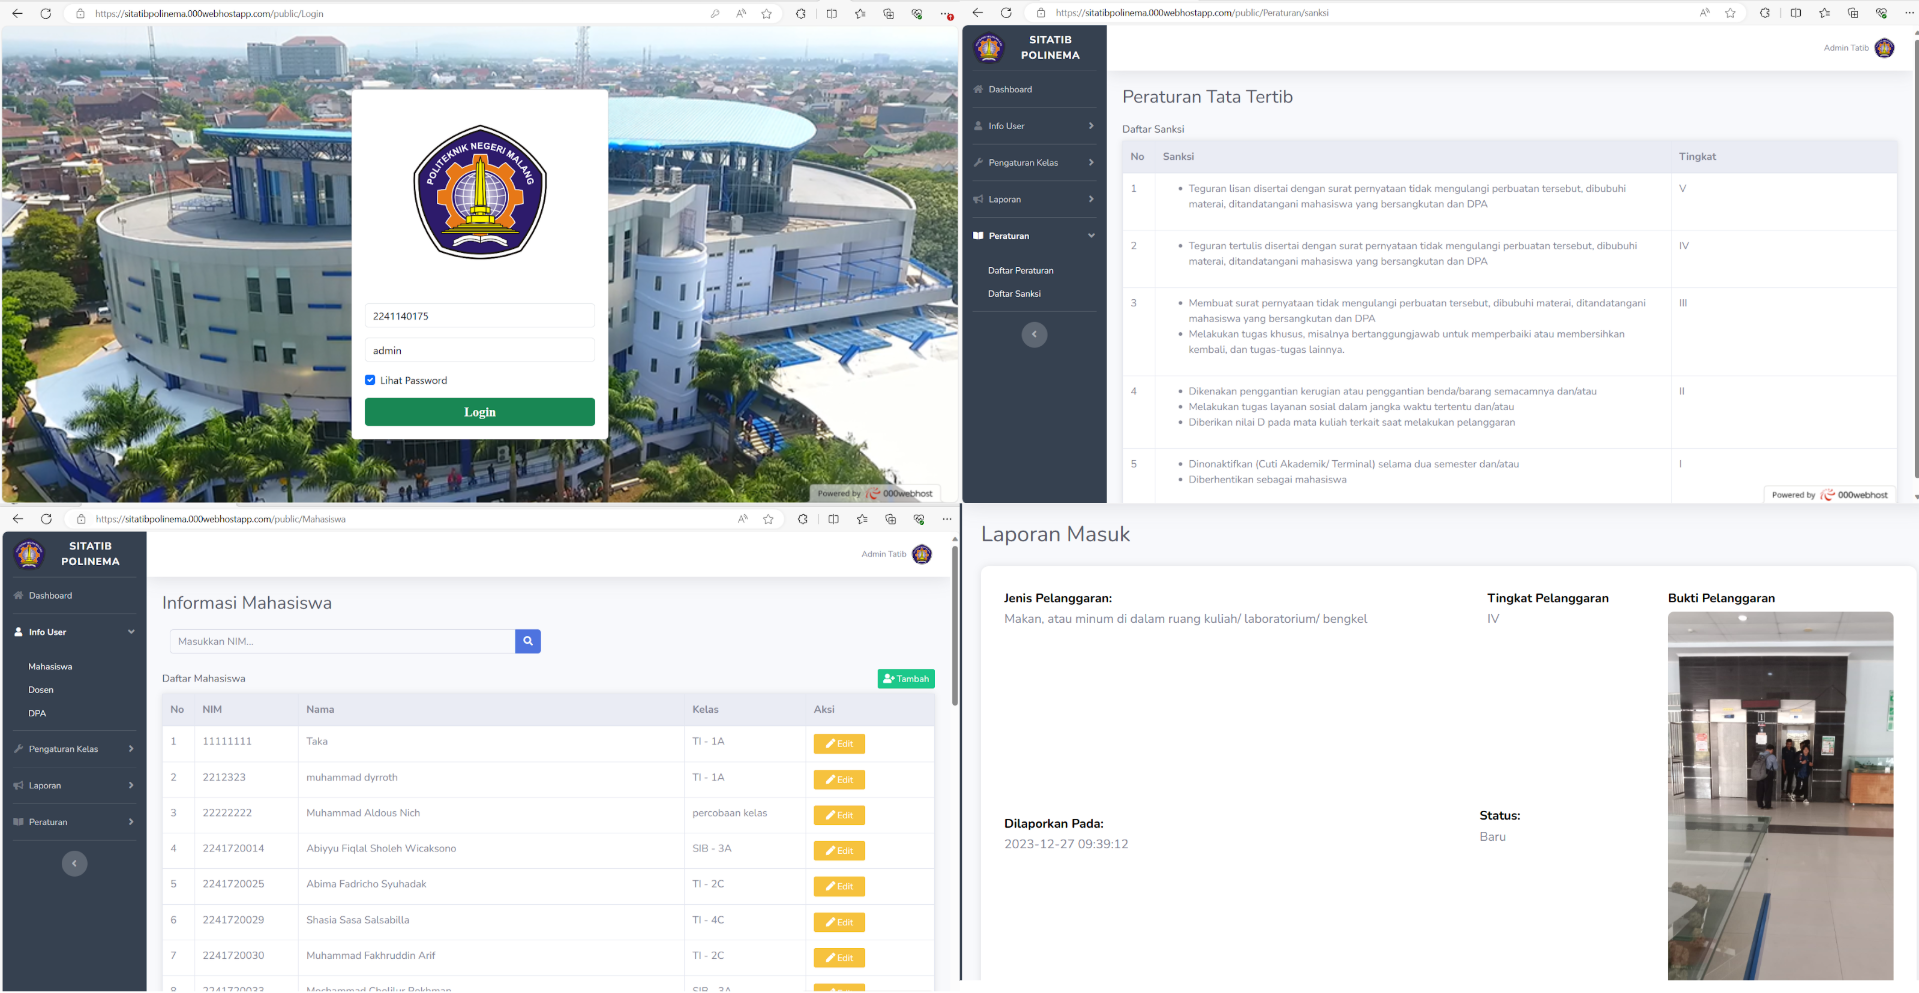 https://sitatibpolinema.000webhostapp.com/public/Login
POLITEKNIK NEGERI MALANG
2241140175
admin
Lihat Password
Login
Powered by 000webhost
https://sitatibpolinema.000webhostapp.com/public/Peraturan/sanksi
SITATIB
POLINEMA
Admin Tatib
Dashboard
Info User
Pengaturan Kelas
Laporan
Peraturan
Daftar Peraturan
Daftar Sanksi
Peraturan Tata Tertib
Daftar Sanksi
No Sanksi Tingkat
1 • Teguran lisan disertai dengan surat pernyataan tidak mengulangi perbuatan tersebut, dibubuhi V
materai, ditandatangani mahasiswa yang bersangkutan dan DPA
2 • Teguran tertulis disertai dengan surat pernyataan tidak mengulangi perbuatan tersebut, dibubuhi IV
materai, ditandatangani mahasiswa yang bersangkutan dan DPA
3 • Membuat surat pernyataan tidak mengulangi perbuatan tersebut, dibubuhi materai, ditandatangani III
mahasiswa yang bersangkutan dan DPA
• Melakukan tugas khusus, misalnya bertanggungjawab untuk memperbaiki atau membersihkan
kembali, dan tugas-tugas lainnya.
4 • Dikenakan penggantian kerugian atau penggantian benda/barang semacamnya dan/atau II
• Melakukan tugas layanan sosial dalam jangka waktu tertentu dan/atau
• Diberikan nilai D pada mata kuliah terkait saat melakukan pelanggaran
5 • Dinonaktifkan (Cuti Akademik/ Terminal) selama dua semester dan/atau I
• Diberhentikan sebagai mahasiswa
Powered by 000webhost
https://sitatibpolinema.000webhostapp.com/public/Mahasiswa
SITATIB
POLINEMA
Admin Tatib
Dashboard
Info User
Mahasiswa
Dosen
DPA
Pengaturan Kelas
Laporan
Peraturan
Informasi Mahasiswa
Masukkan NIM...
Daftar Mahasiswa
Tambah
No NIM Nama Kelas Aksi
1 11111111 Taka TI - 1A Edit
2 2212323 muhammad dyrroth TI - 1A Edit
3 22222222 Muhammad Aldous Nich percobaan kelas Edit
4 2241720014 Abiyyu Fiqlal Sholeh Wicaksono SIB - 3A Edit
5 2241720025 Abima Fadricho Syuhadak TI - 2C Edit
6 2241720029 Shasia Sasa Salsabilla TI - 4C Edit
7 2241720030 Muhammad Fakhruddin Arif TI - 2C Edit
Laporan Masuk
Jenis Pelanggaran: Tingkat Pelanggaran Bukti Pelanggaran
Makan, atau minum di dalam ruang kuliah/ laboratorium/ bengkel IV
Dilaporkan Pada: Status:
2023-12-27 09:39:12 Baru